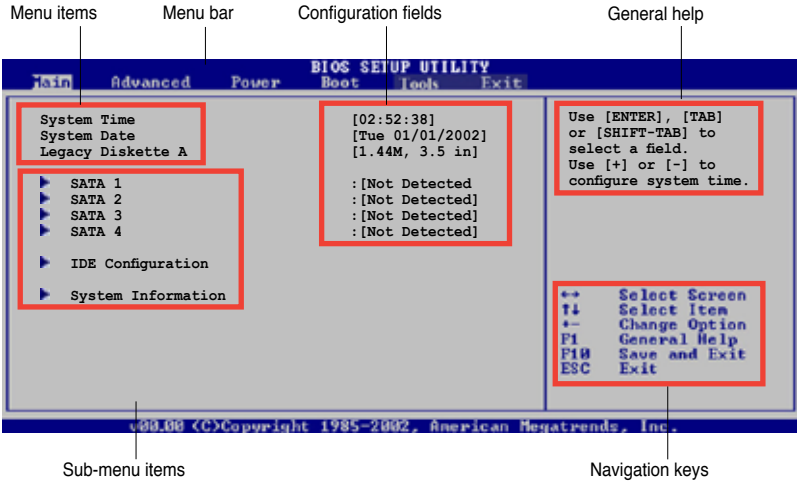 Menu items Menu bar Configuration fields General help
BIOS SETUP UTILITY
Main Advanced Power Boot Tools Exit
System Time [02:52:38]
System Date [Tue 01/01/2002]
Legacy Diskette A [1.44M, 3.5 in]
SATA 1 :[Not Detected
SATA 2 :[Not Detected]
SATA 3 :[Not Detected]
SATA 4 :[Not Detected]
IDE Configuration
System Information
Use [ENTER], [TAB]
or [SHIFT-TAB] to
select a field.
Use [+] or [-] to
configure system time.
↔ Select Screen
↑↓ Select Item
+- Change Option
F1 General Help
F10 Save and Exit
ESC Exit
v00.00 (C)Copyright 1985-2002, American Megatrends, Inc.
Sub-menu items Navigation keys